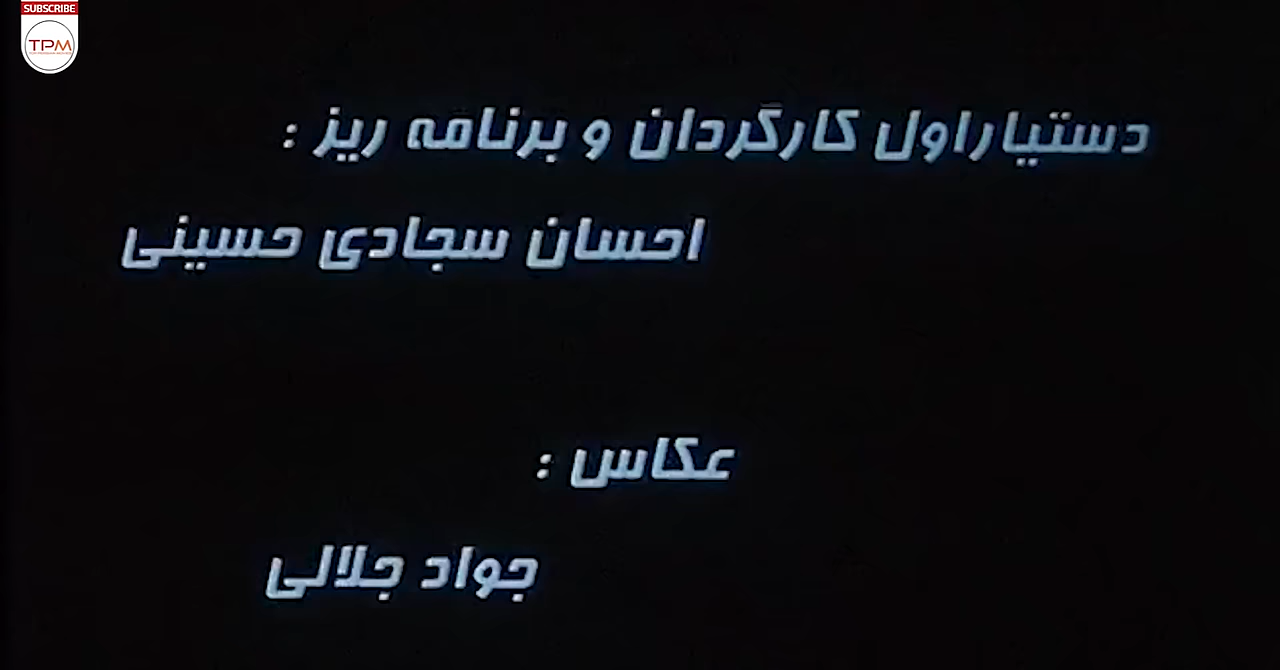 SUBSCRIBE
TPM
دستیاراول کارگردان و برنامه ریز :
احسان سجادی حسینی
عکاس :
جواد جلالی